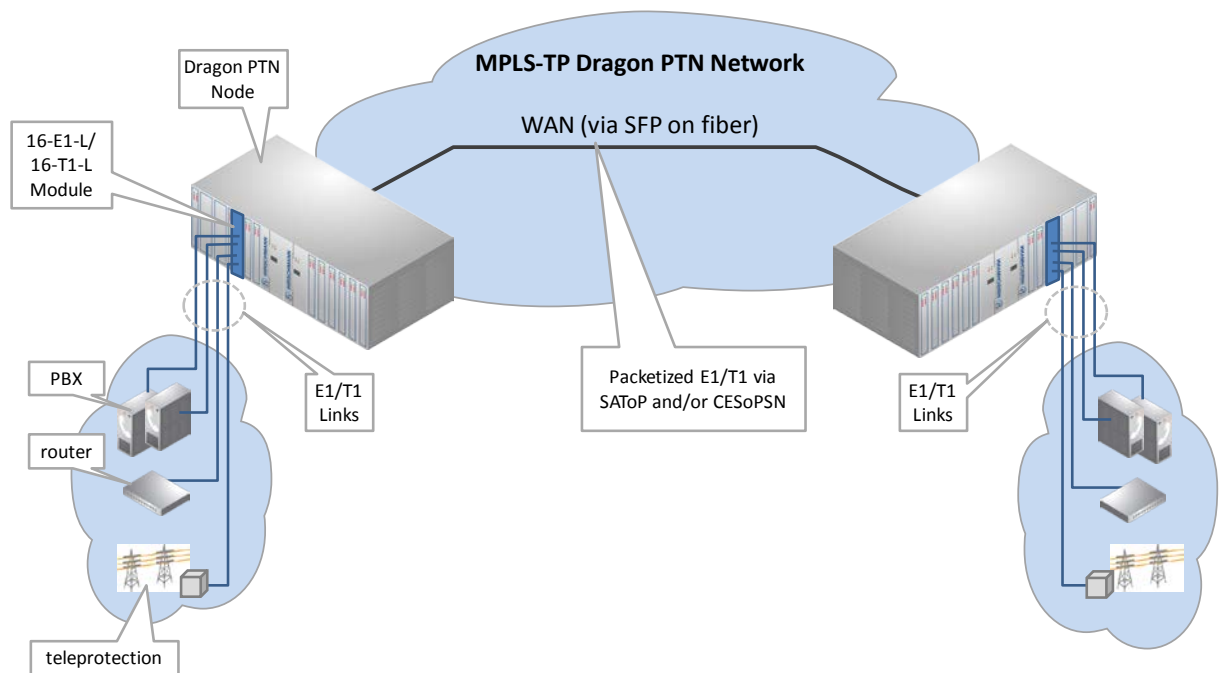 MPLS-TP Dragon PTN Network
Dragon PTN
Node
WAN (via SFP on fiber)
16-E1-L/
16-T1-L
Module
PBX
E1/T1
Links
Packetized E1/T1 via
SAToP and/or CESoPSN
E1/T1
Links
router
teleprotection